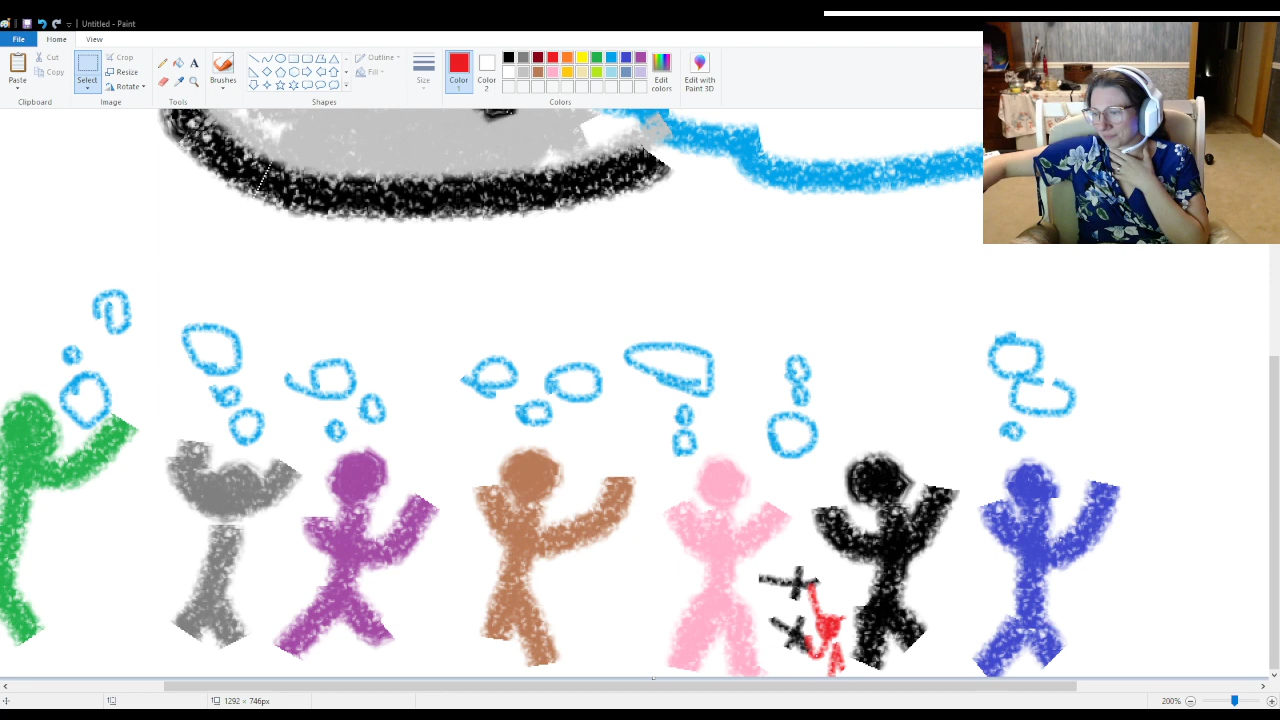 Untitled - Paint
File Home View
Paste Cut Copy Clipboard
Select Crop Resize Rotate Image
Tools
Brushes
Shapes Outline Fill
Size
Color 1 Color 2 Edit colors Colors
Edit with Paint 3D
1292 × 746px
200%